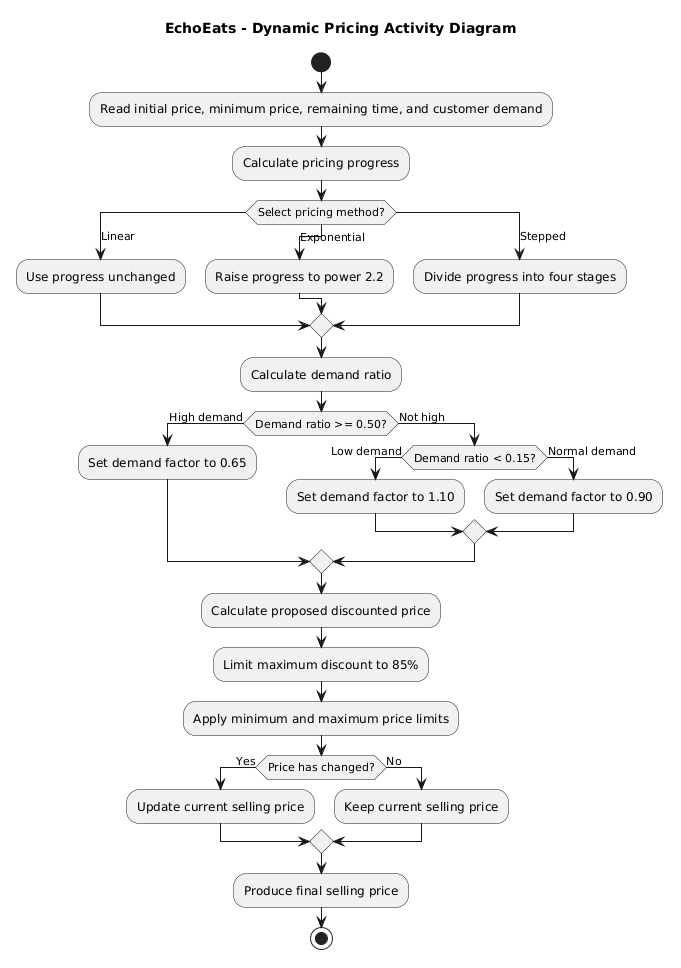 EchoEats - Dynamic Pricing Activity Diagram
Read initial price, minimum price, remaining time, and customer demand
Calculate pricing progress
Select pricing method?
Linear
Exponential
Stepped
Use progress unchanged
Raise progress to power 2.2
Divide progress into four stages
Calculate demand ratio
High demand
Demand ratio >= 0.50?
Not high
Set demand factor to 0.65
Low demand
Demand ratio < 0.15?
Normal demand
Set demand factor to 1.10
Set demand factor to 0.90
Calculate proposed discounted price
Limit maximum discount to 85%
Apply minimum and maximum price limits
Yes
Price has changed?
No
Update current selling price
Keep current selling price
Produce final selling price